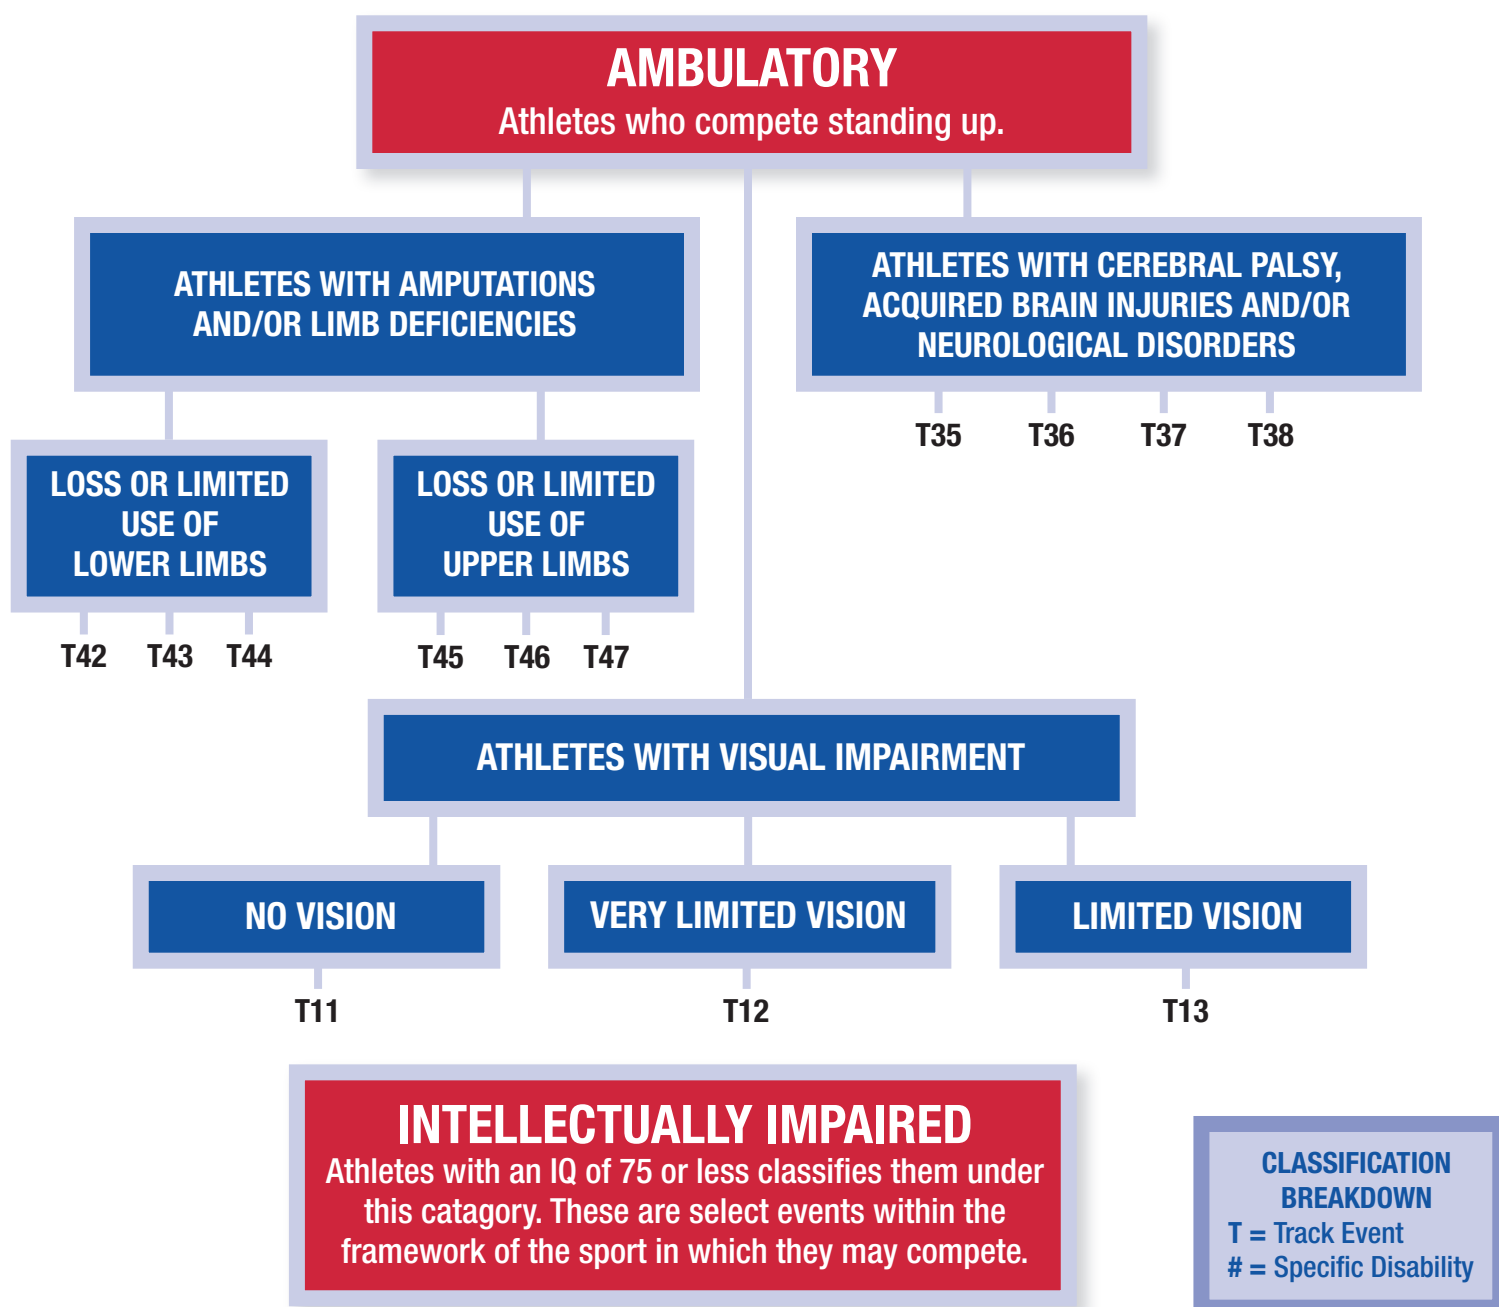 AMBULATORY
Athletes who compete standing up.
ATHLETES WITH AMPUTATIONS
AND/OR LIMB DEFICIENCIES
ATHLETES WITH CEREBRAL PALSY,
ACQUIRED BRAIN INJURIES AND/OR
NEUROLOGICAL DISORDERS
T35 T36 T37 T38
LOSS OR LIMITED
USE OF
LOWER LIMBS
T42 T43 T44
LOSS OR LIMITED
USE OF
UPPER LIMBS
T45 T46 T47
ATHLETES WITH VISUAL IMPAIRMENT
NO VISION
T11
VERY LIMITED VISION
T12
LIMITED VISION
T13
INTELLECTUALLY IMPAIRED
Athletes with an IQ of 75 or less classifies them under
this catagory. These are select events within the
framework of the sport in which they may compete.
CLASSIFICATION
BREAKDOWN
T = Track Event
# = Specific Disability